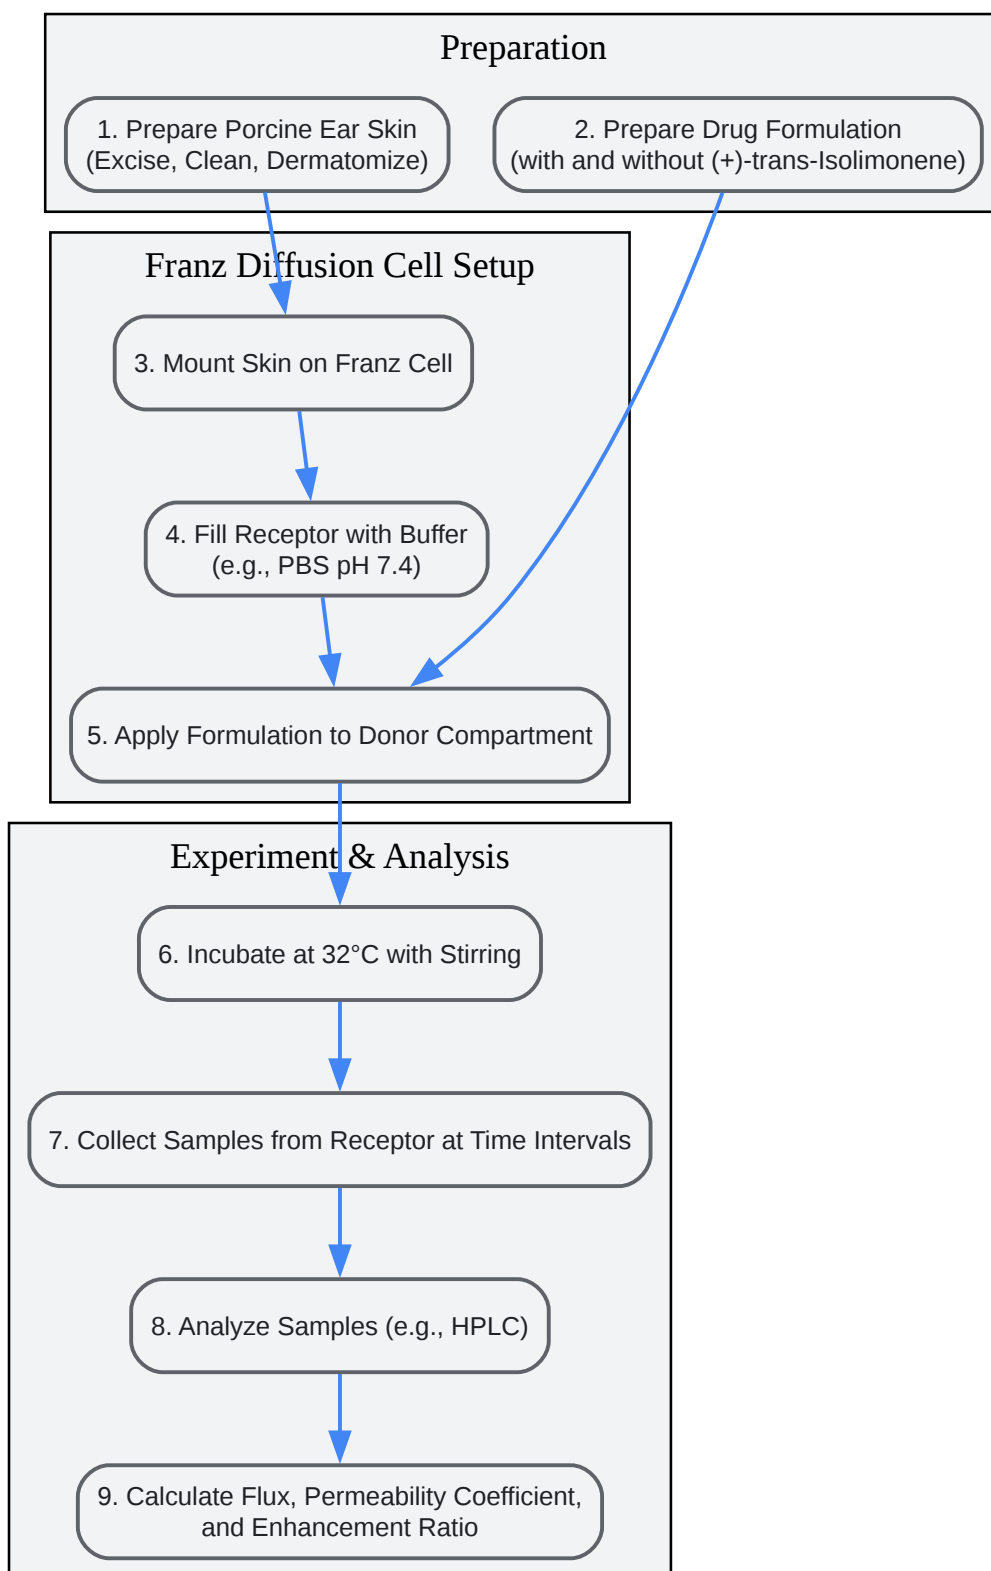 Preparation
1. Prepare Porcine Ear Skin
(Excise, Clean, Dermatomize)
2. Prepare Drug Formulation
(with and without (+)-trans-Isolimonene)
Franz Diffusion Cell Setup
3. Mount Skin on Franz Cell
4. Fill Receptor with Buffer
(e.g., PBS pH 7.4)
5. Apply Formulation to Donor Compartment
Experiment & Analysis
6. Incubate at 32°C with Stirring
7. Collect Samples from Receptor at Time Intervals
8. Analyze Samples (e.g., HPLC)
9. Calculate Flux, Permeability Coefficient,
and Enhancement Ratio